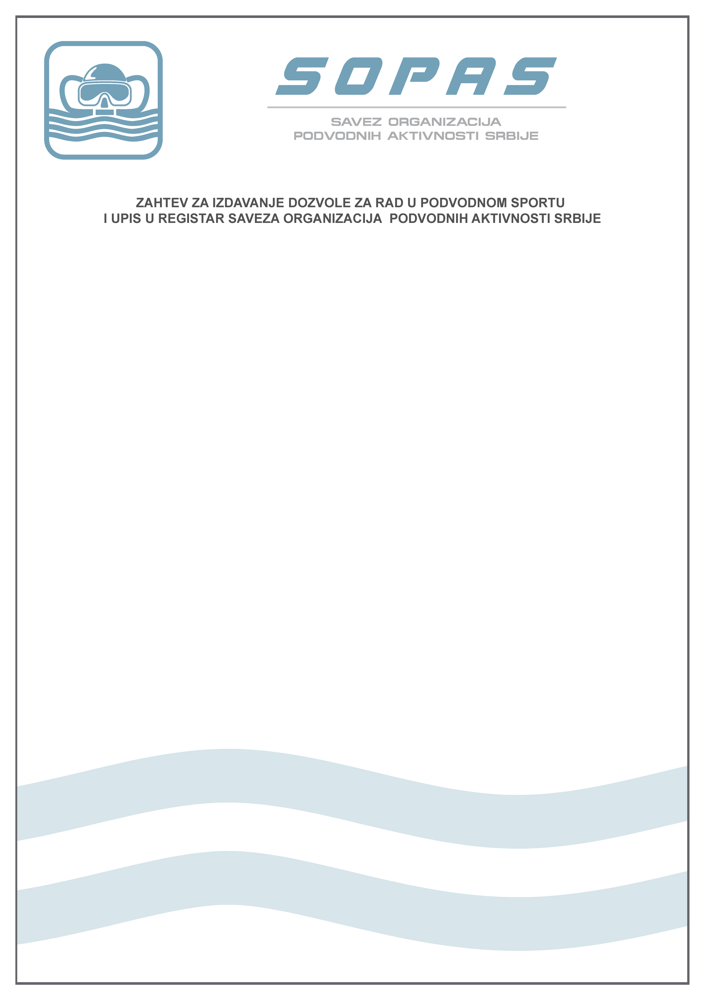 SOPAS
SAVEZ ORGANIZACIJA
PODVODNIH AKTIVNOSTI SRBIJE
ZAHTEV ZA IZDAVANJE DOZVOLE ZA RAD U PODVODNOM SPORTU
I UPIS U REGISTAR SAVEZA ORGANIZACIJA  PODVODNIH AKTIVNOSTI SRBIJE